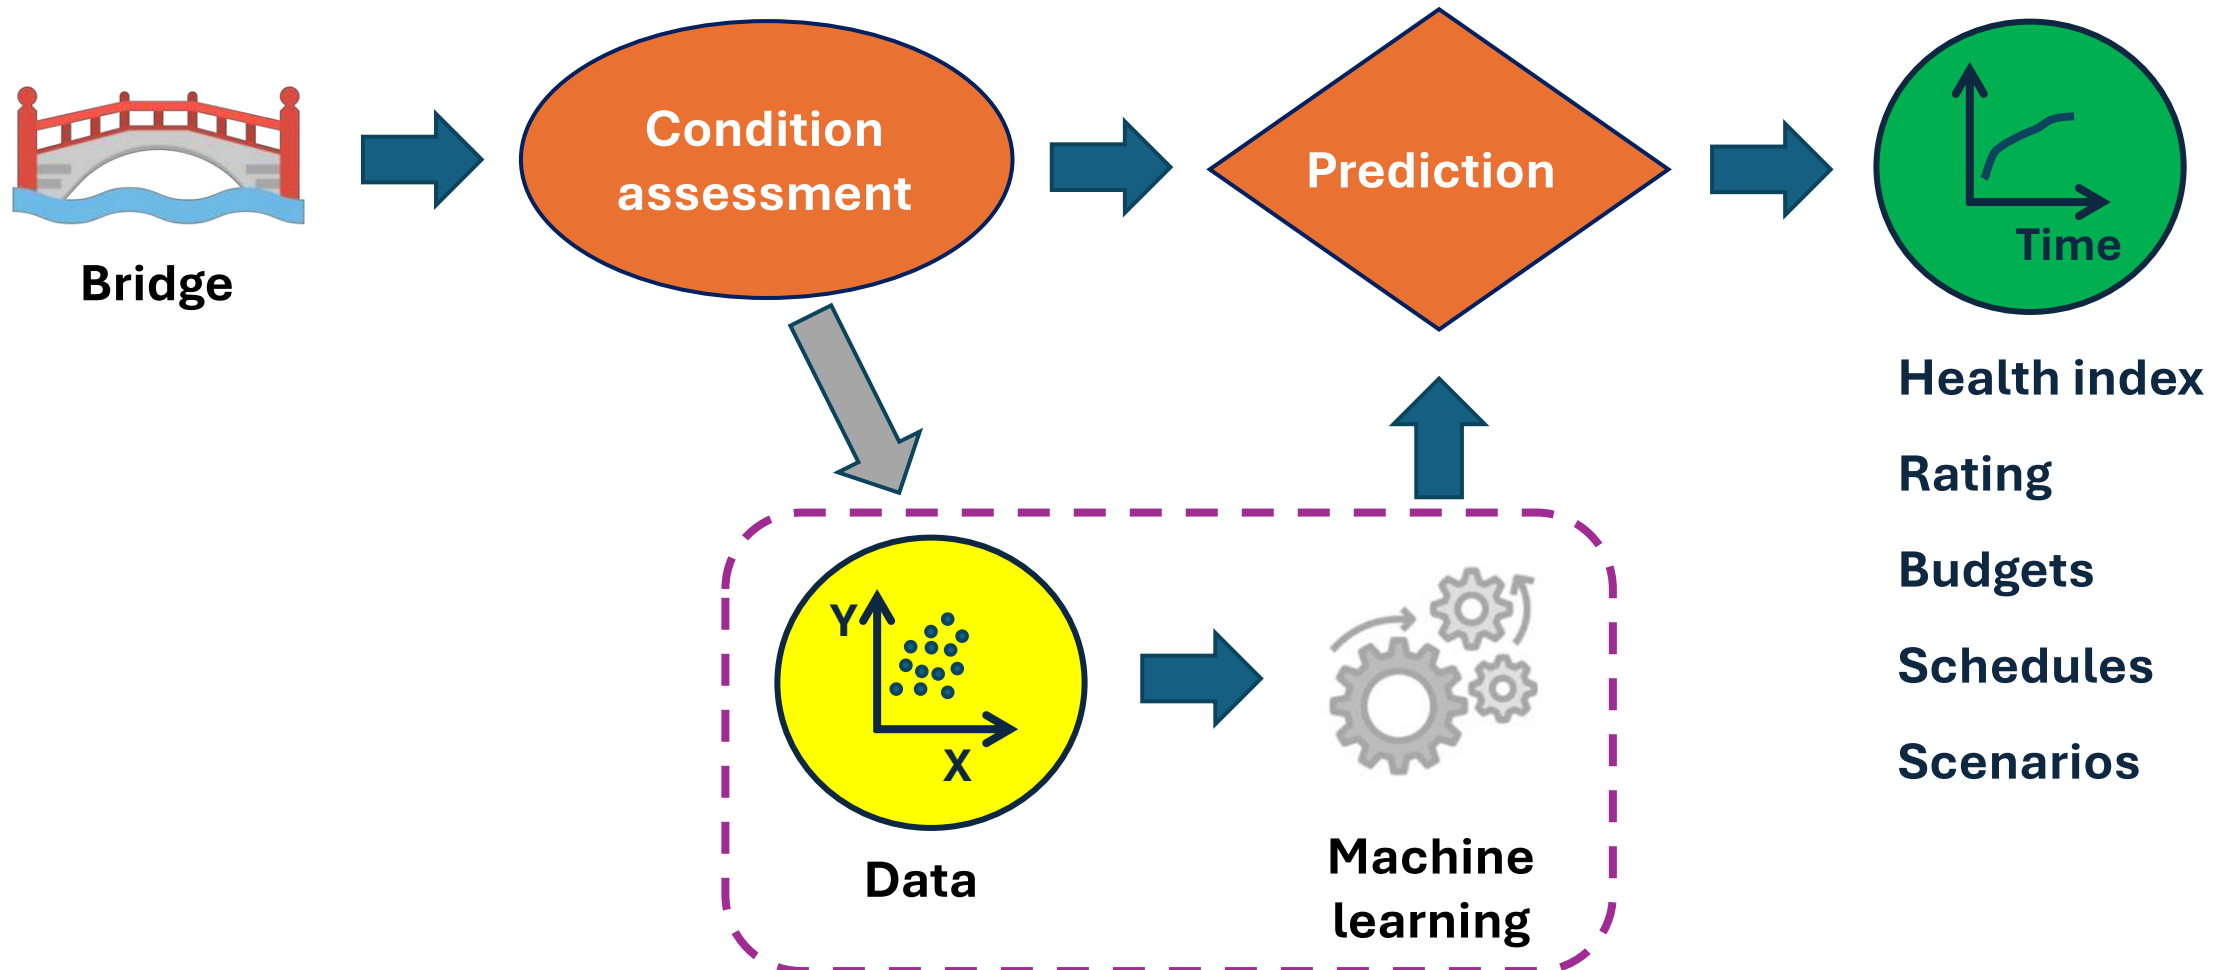 Bridge
Condition
assessment
Prediction
Time
Health index
Rating
Budgets
Schedules
Scenarios
Y
X
Data
Machine
learning